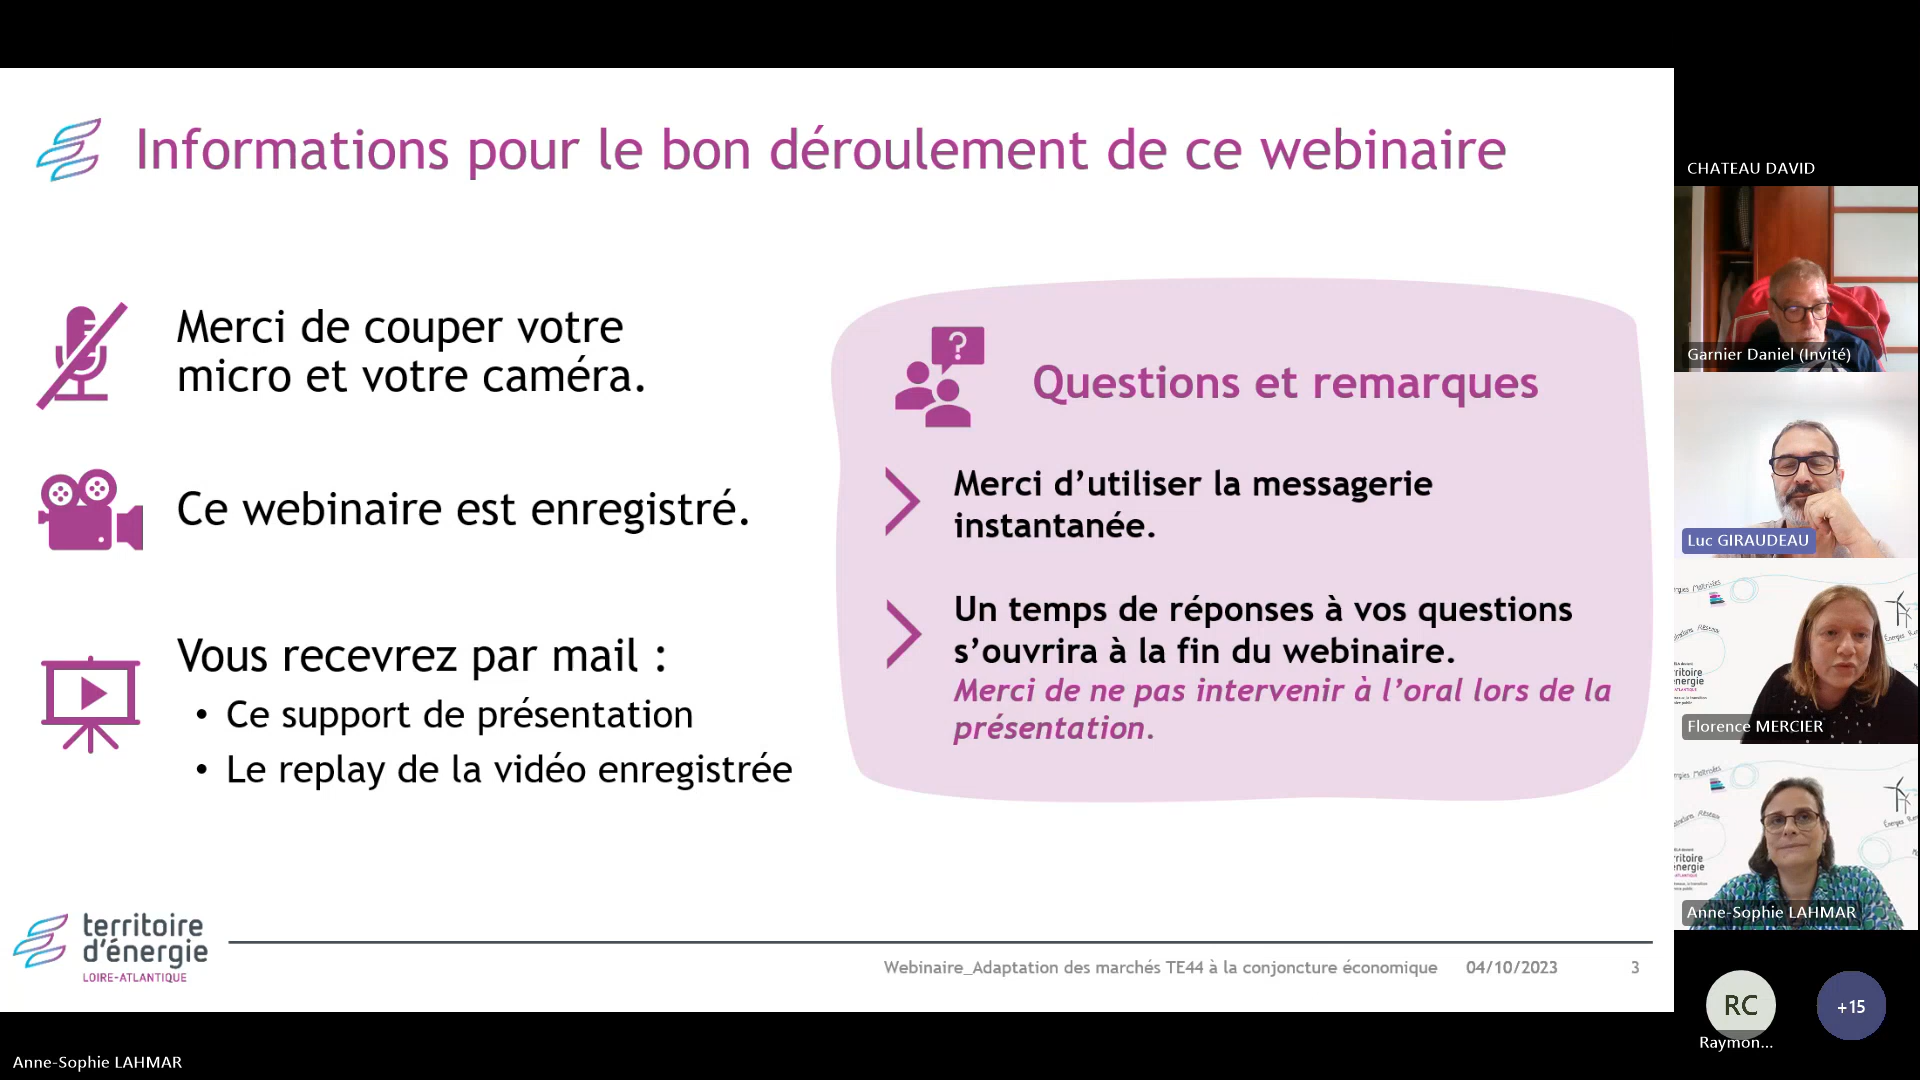 Informations pour le bon déroulement de ce webinaire
Merci de couper votre
micro et votre caméra.
Ce webinaire est enregistré.
Vous recevrez par mail :
• Ce support de présentation
• Le replay de la vidéo enregistrée
?
Questions et remarques
Merci d’utiliser la messagerie
instantanée.
Un temps de réponses à vos questions
s’ouvrira à la fin du webinaire.
Merci de ne pas intervenir à l’oral lors de la
présentation.
territoire
d’énergie
LOIRE-ATLANTIQUE
Webinaire_Adaptation des marchés TE44 à la conjoncture économique 04/10/2023 3
CHATEAU DAVID
Garnier Daniel (Invité)
Luc GIRAUDEAU
Florence MERCIER
Anne-Sophie LAHMAR
RC
Raymon...
+15
Anne-Sophie LAHMAR